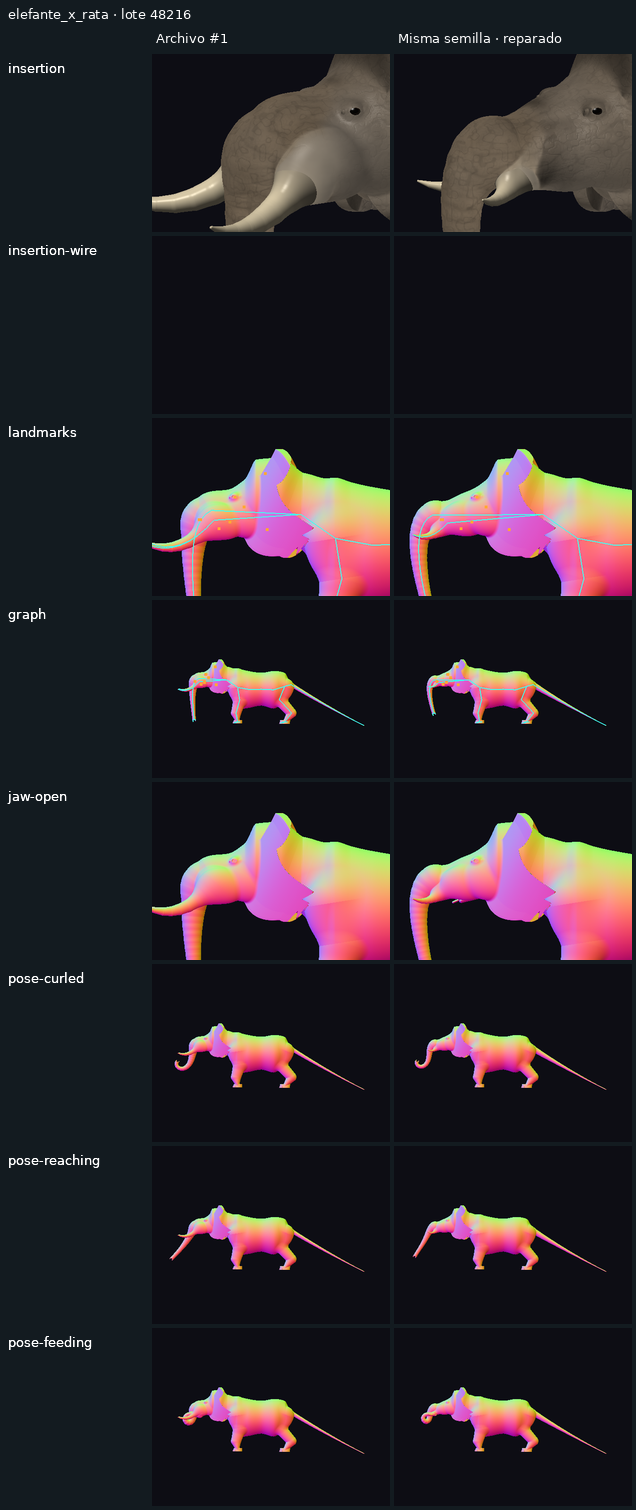 elefante_x_rata · lote 48216
Archivo #1
Misma semilla · reparado
insertion
insertion-wire
landmarks
graph
jaw-open
pose-curled
pose-reaching
pose-feeding